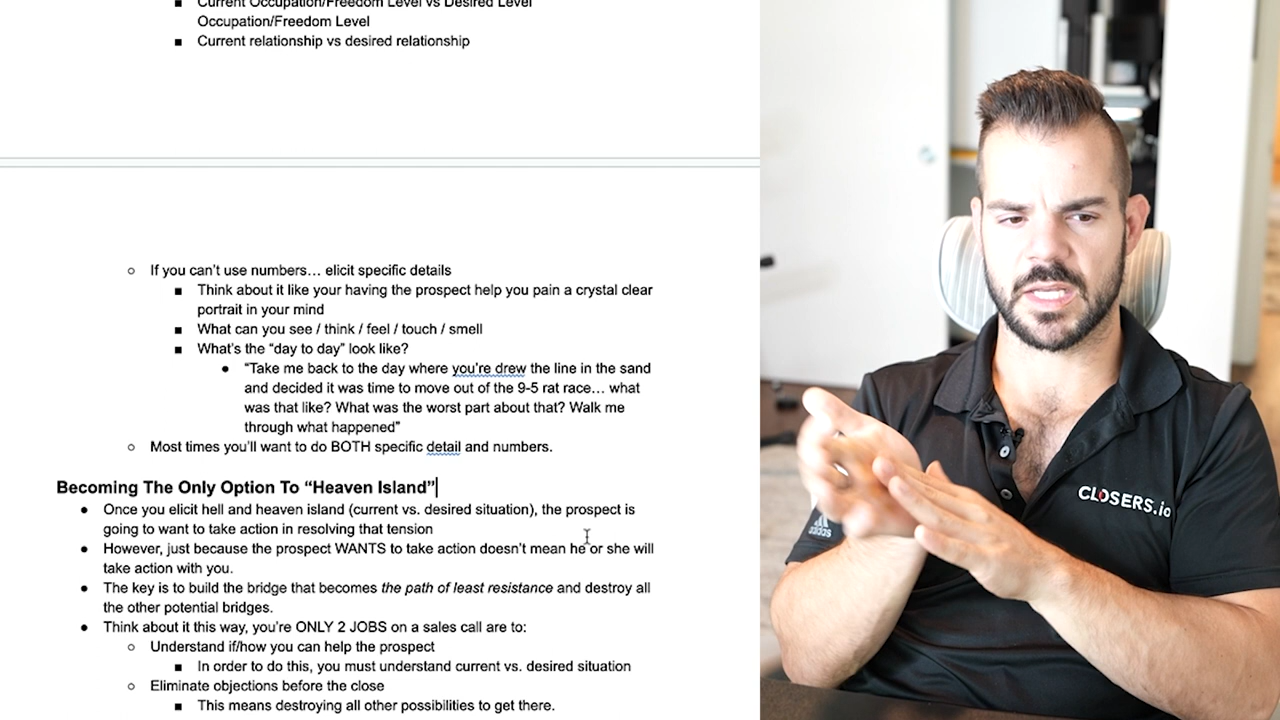 Current Occupation/Freedom Level vs Desired Level
Occupation/Freedom Level
Current relationship vs desired relationship
If you can't use numbers… elicit specific details
Think about it like your having the prospect help you pain a crystal clear
portrait in your mind
What can you see / think / feel / touch / smell
What's the "day to day" look like?
"Take me back to the day where you're drew the line in the sand
and decided it was time to move out of the 9-5 rat race… what
was that like? What was the worst part about that? Walk me
through what happened"
Most times you'll want to do BOTH specific detail and numbers.
Becoming The Only Option To "Heaven Island"
Once you elicit hell and heaven island (current vs. desired situation), the prospect is
going to want to take action in resolving that tension
However, just because the prospect WANTS to take action doesn't mean he or she will
take action with you.
The key is to build the bridge that becomes the path of least resistance and destroy all
the other potential bridges.
Think about it this way, you're ONLY 2 JOBS on a sales call are to:
Understand if/how you can help the prospect
In order to do this, you must understand current vs. desired situation
Eliminate objections before the close
This means destroying all other possibilities to get there.
CLOSERS.io
adidas